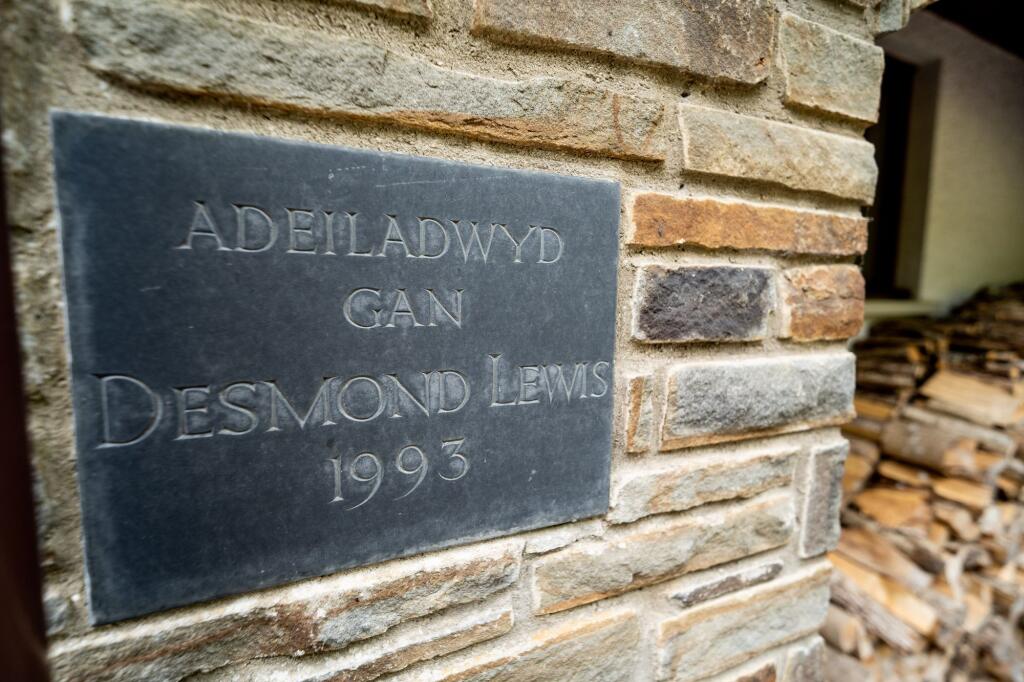 ADEILADWYD
GAN
DESMOND LEWIS
1993